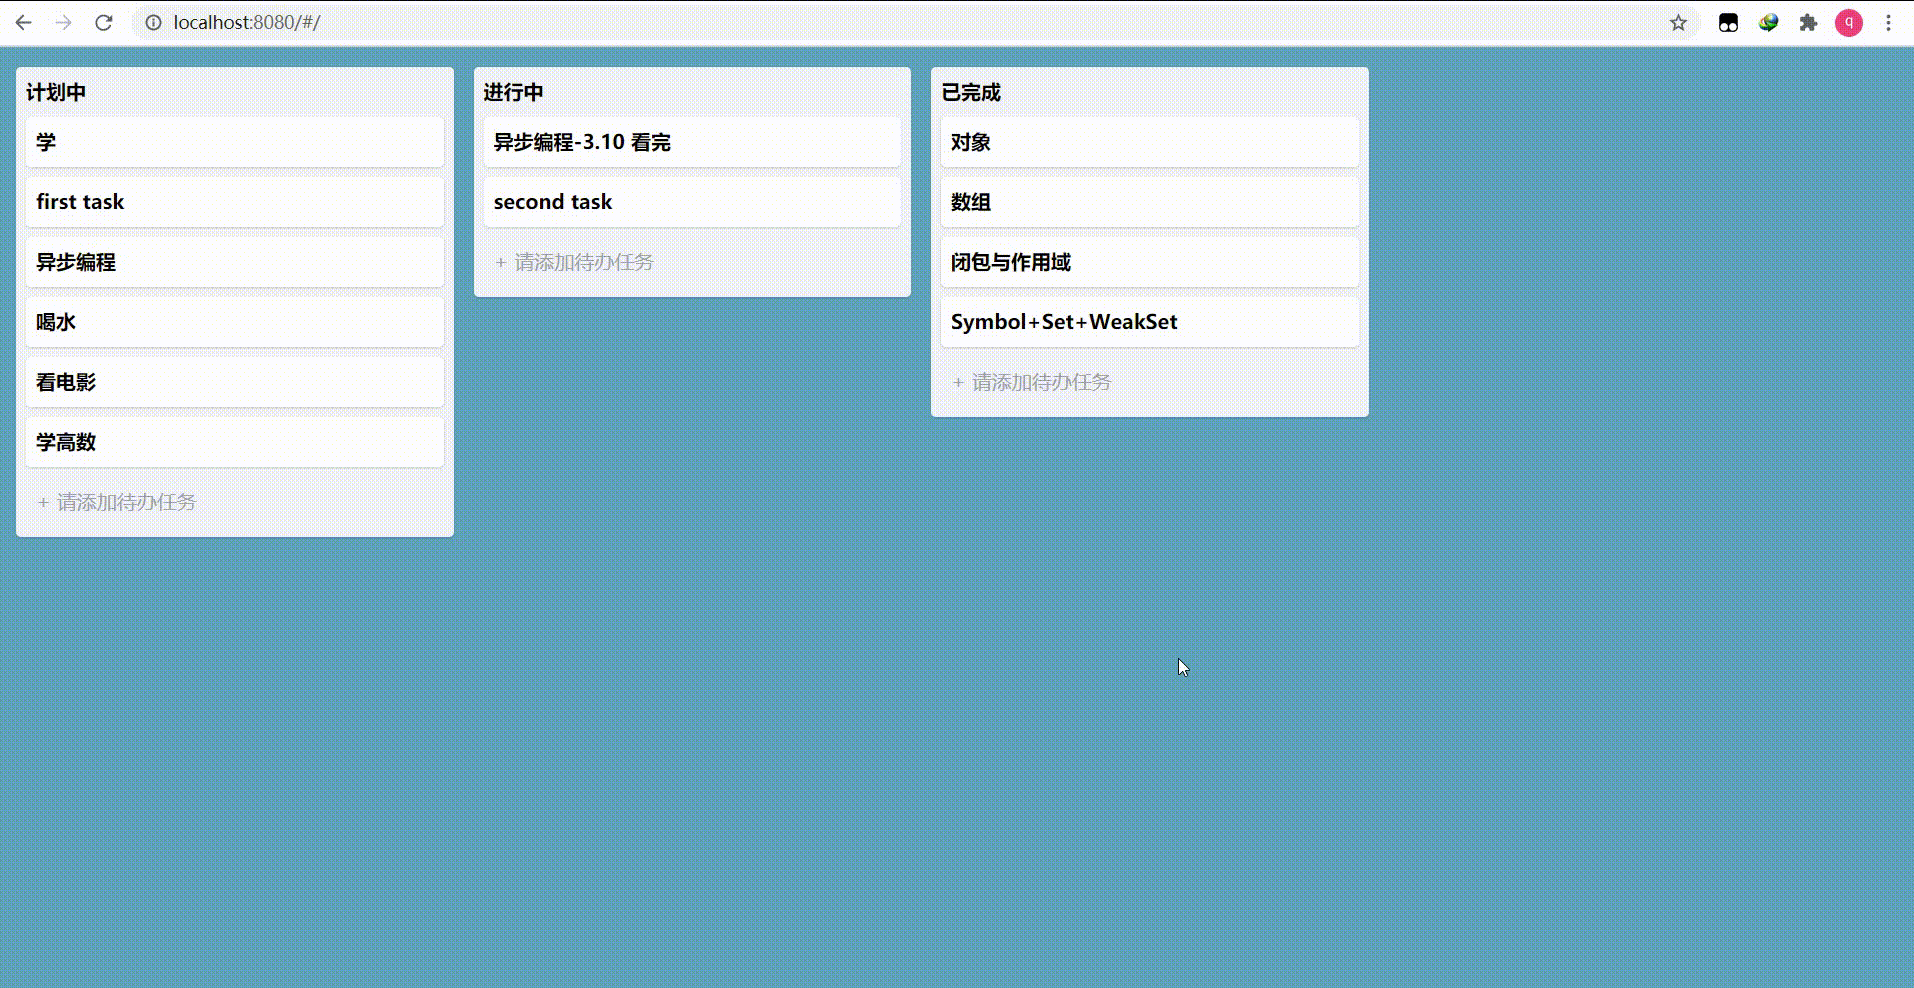 localhost:8080/#/
q
计划中
学
first task
异步编程
喝水
看电影
学高数
+ 请添加待办任务
进行中
异步编程-3.10 看完
second task
+ 请添加待办任务
已完成
对象
数组
闭包与作用域
Symbol+Set+WeakSet
+ 请添加待办任务